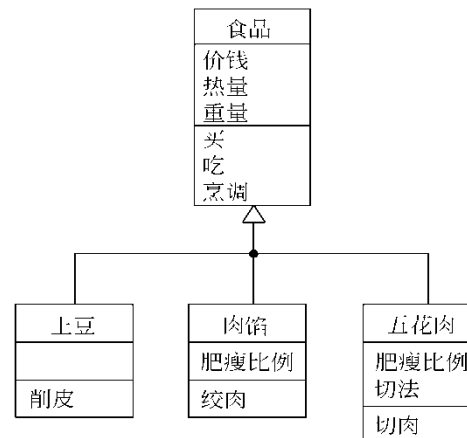 食品
价钱
热量
重量
买
吃
烹调
土豆
肉馅
五花肉
肥瘦比例
肥瘦比例
切法
削皮
绞肉
切肉